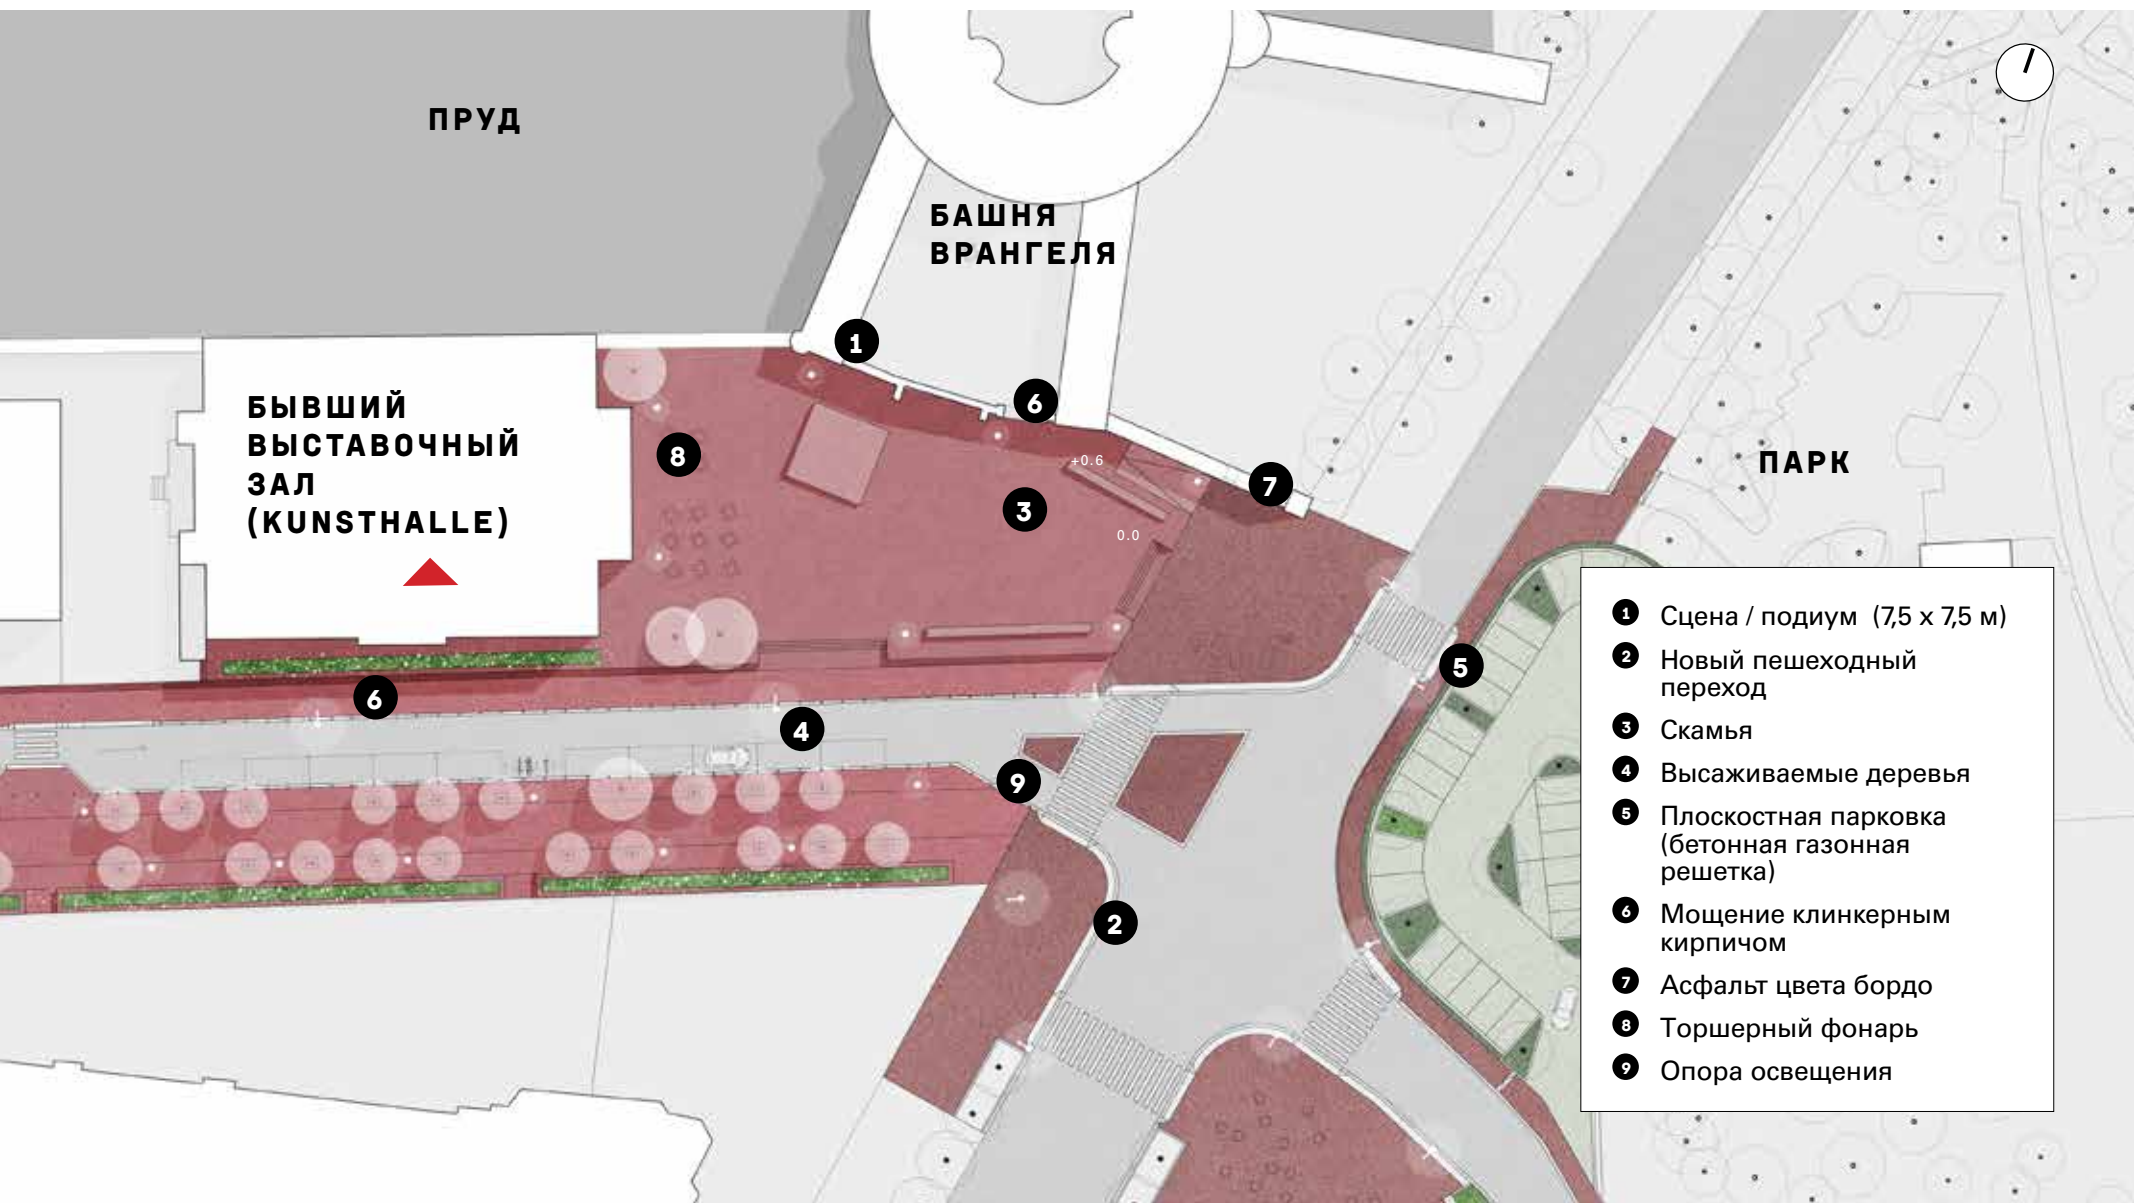 ПРУД
БАШНЯ
ВРАНГЕЛЯ
1
6
БЫВШИЙ
ВЫСТАВОЧНЫЙ
ЗАЛ
(KUNSTHALLE)
8
+0.6
3
7
0.0
ПАРК
6
4
5
9
2
1 Сцена / подиум (7,5 х 7,5 м)
2 Новый пешеходный
переход
3 Скамья
4 Высаживаемые деревья
5 Плоскостная парковка
(бетонная газонная
решетка)
6 Мощение клинкерным
кирпичом
7 Асфальт цвета бордо
8 Торшерный фонарь
9 Опора освещения